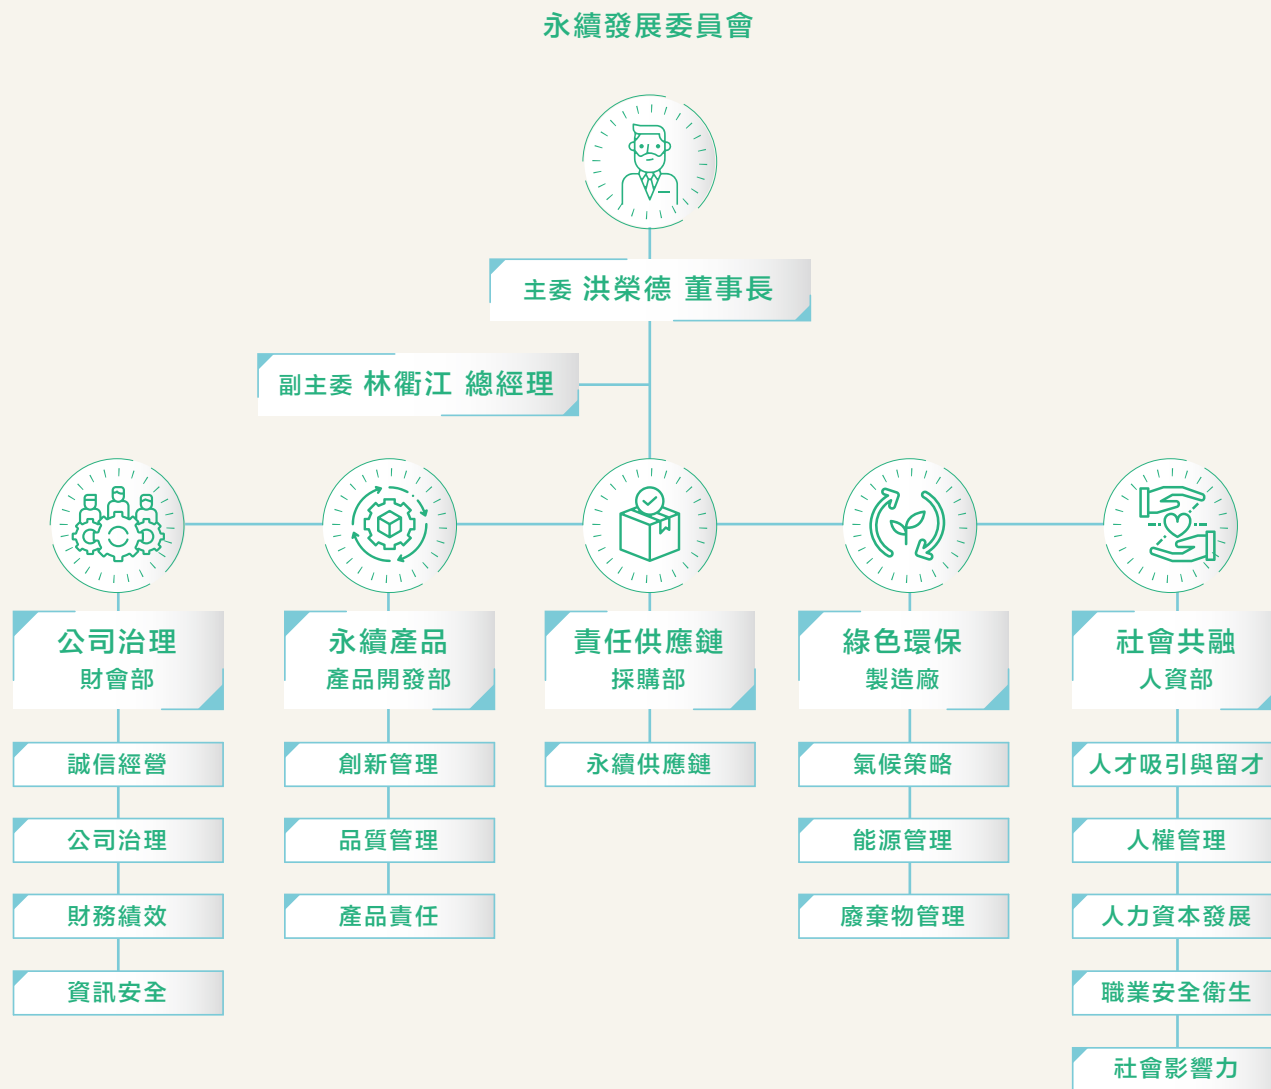 永續發展委員會
主委 洪榮德 董事長
副主委 林衢江 總經理
公司治理
財會部
誠信經營
公司治理
財務績效
資訊安全
永續產品
產品開發部
創新管理
品質管理
產品責任
責任供應鏈
採購部
永續供應鏈
綠色環保
製造廠
氣候策略
能源管理
廢棄物管理
社會共融
人資部
人才吸引與留才
人權管理
人力資本發展
職業安全衛生
社會影響力